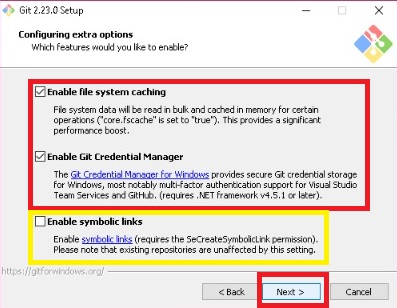 Git 2.23.0 Setup
Configuring extra options
Which features would you like to enable?
Enable file system caching
File system data will be read in bulk and cached in memory for certain
operations ("core.fscache" is set to "true"). This provides a significant
performance boost.
Enable Git Credential Manager
The Git Credential Manager for Windows provides secure Git credential storage
for Windows, most notably multi-factor authentication support for Visual Studio
Team Services and GitHub. (requires .NET framework v4.5.1 or later).
Enable symbolic links
Enable symbolic links (requires the SeCreateSymbolicLink permission).
Please note that existing repositories are unaffected by this setting.
https://gitforwindows.org/
< Back
Next >
Cancel